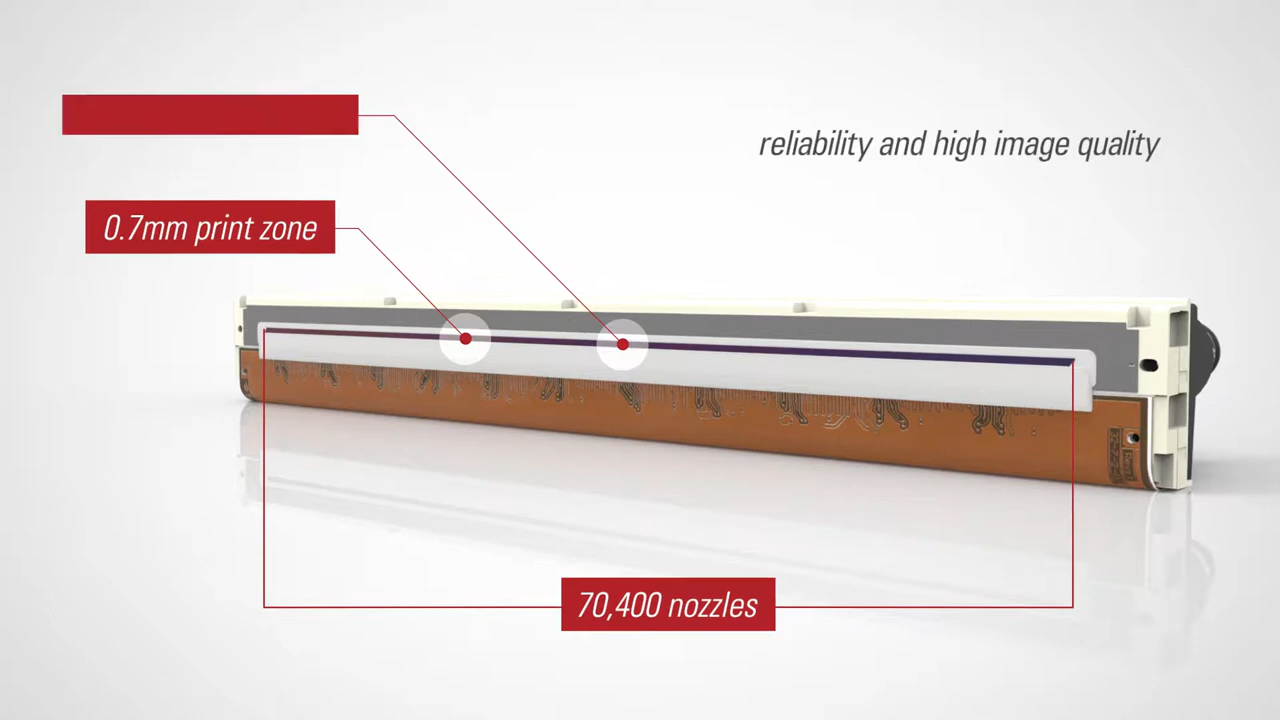 reliability and high image quality
0.7mm print zone
70,400 nozzles